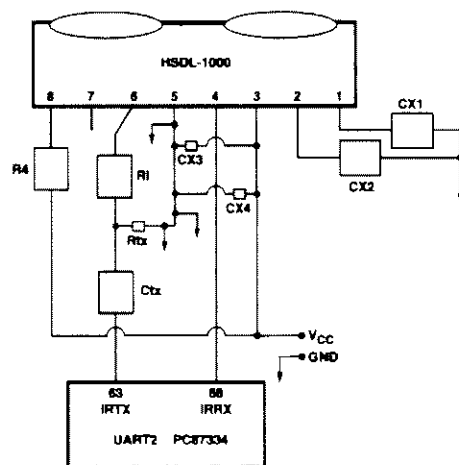 HSDL-1000
8 7 6 5 4 3 2 1
CX1
CX2
CX3
R4
RI
CX4
Rtx
Ctx
VCC
GND
63 66
IRTX IRRX
UART2 PC87334